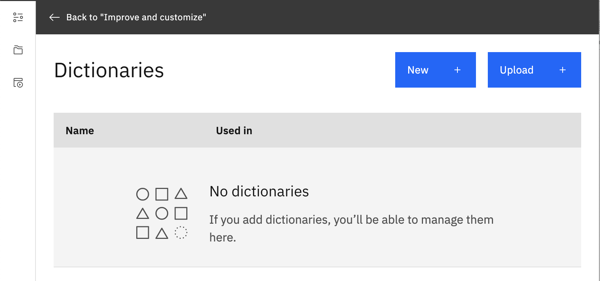 Back to "Improve and customize"
Dictionaries
New +
Upload +
Name Used in
No dictionaries
If you add dictionaries, you'll be able to manage them
here.